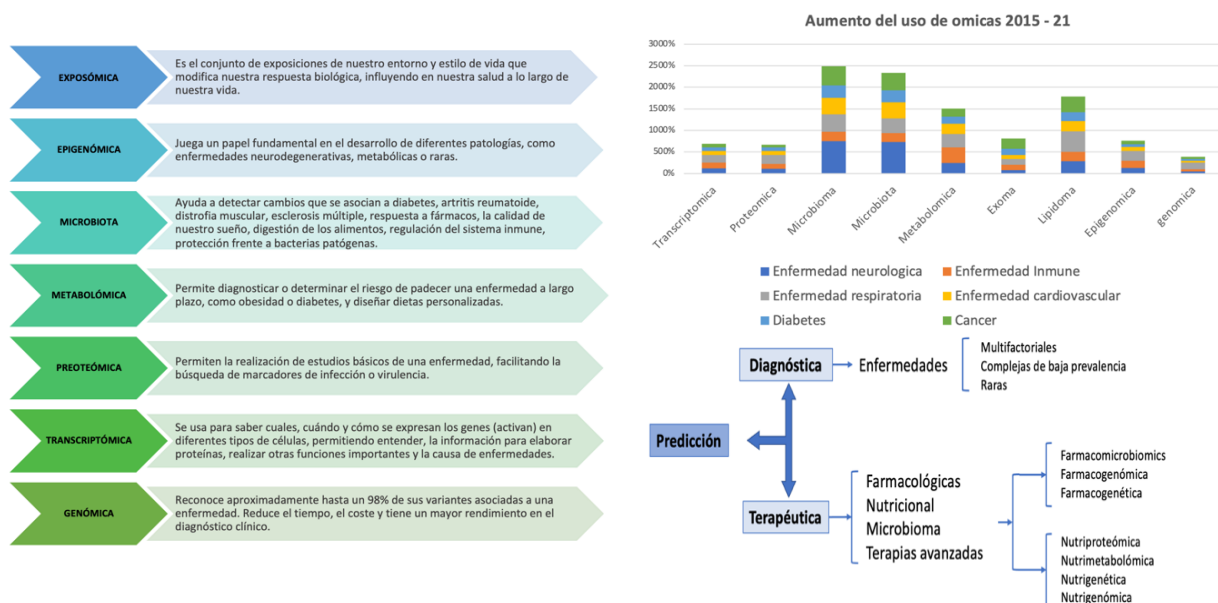 EXPOSÓMICA
Es el conjunto de exposiciones de nuestro entorno y estilo de vida que
modifica nuestra respuesta biológica, influyendo en nuestra salud a lo largo de
nuestra vida.
EPIGENÓMICA
Juega un papel fundamental en el desarrollo de diferentes patologías, como
enfermedades neurodegenerativas, metabólicas o raras.
MICROBIOTA
Ayuda a detectar cambios que se asocian a diabetes, artritis reumatoide,
distrofia muscular, esclerosis múltiple, respuesta a fármacos, la calidad de
nuestro sueño, digestión de los alimentos, regulación del sistema inmune,
protección frente a bacterias patógenas.
METABOLÓMICA
Permite diagnosticar o determinar el riesgo de padecer una enfermedad a largo
plazo, como obesidad o diabetes, y diseñar dietas personalizadas.
PREOTEÓMICA
Permiten la realización de estudios básicos de una enfermedad, facilitando la
búsqueda de marcadores de infección o virulencia.
TRANSCRIPTÓMICA
Se usa para saber cuales, cuándo y cómo se expresan los genes (activan) en
diferentes tipos de células, permitiendo entender, la información para elaborar
proteínas, realizar otras funciones importantes y la causa de enfermedades.
GENÓMICA
Reconoce aproximadamente hasta un 98% de sus variantes asociadas a una
enfermedad. Reduce el tiempo, el coste y tiene un mayor rendimiento en el
diagnóstico clínico.
Aumento del uso de omicas 2015 - 21
3000%
2500%
2000%
1500%
1000%
500%
0%
Transcriptomica
Proteomica
Microbioma
Microbiota
Metabolomica
Exoma
Lipidoma
Epigenomica
genomica
Enfermedad neurologica
Enfermedad Inmune
Enfermedad respiratoria
Enfermedad cardiovascular
Diabetes
Cancer
Predicción
Diagnóstica
Enfermedades
Multifactoriales
Complejas de baja prevalencia
Raras
Terapéutica
Farmacológicas
Nutricional
Microbioma
Terapias avanzadas
Farmacomicrobiomics
Farmacogenómica
Farmacogenética
Nutriproteómica
Nutrimetabolómica
Nutrigenética
Nutrigenómica